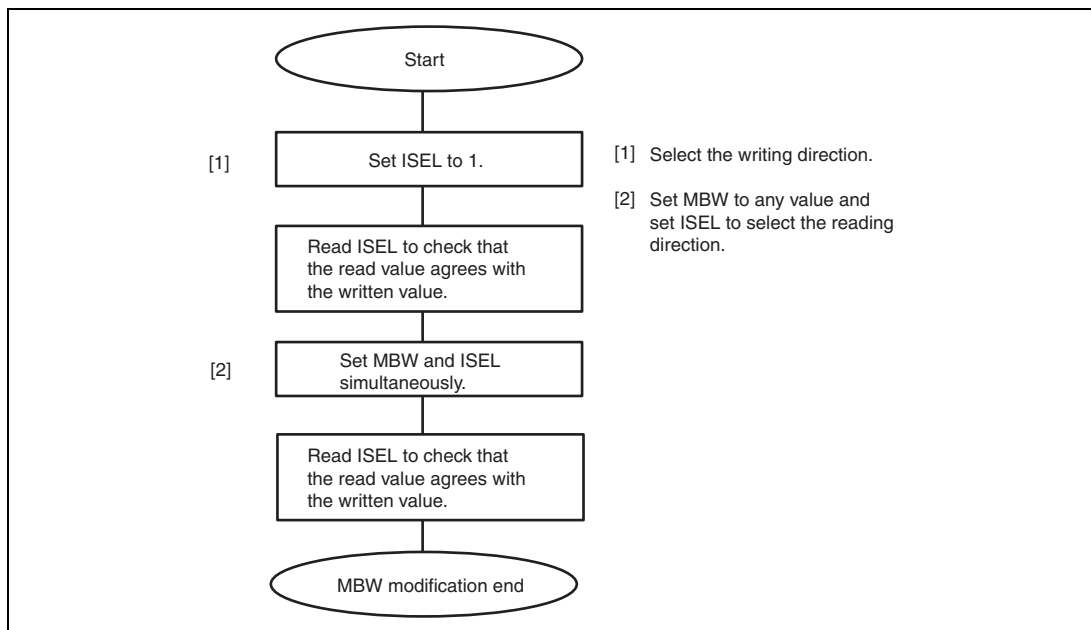 Start
[1]
Set ISEL to 1.
[1] Select the writing direction.
[2] Set MBW to any value and
set ISEL to select the reading
direction.
Read ISEL to check that
the read value agrees with
the written value.
[2]
Set MBW and ISEL
simultaneously.
Read ISEL to check that
the read value agrees with
the written value.
MBW modification end